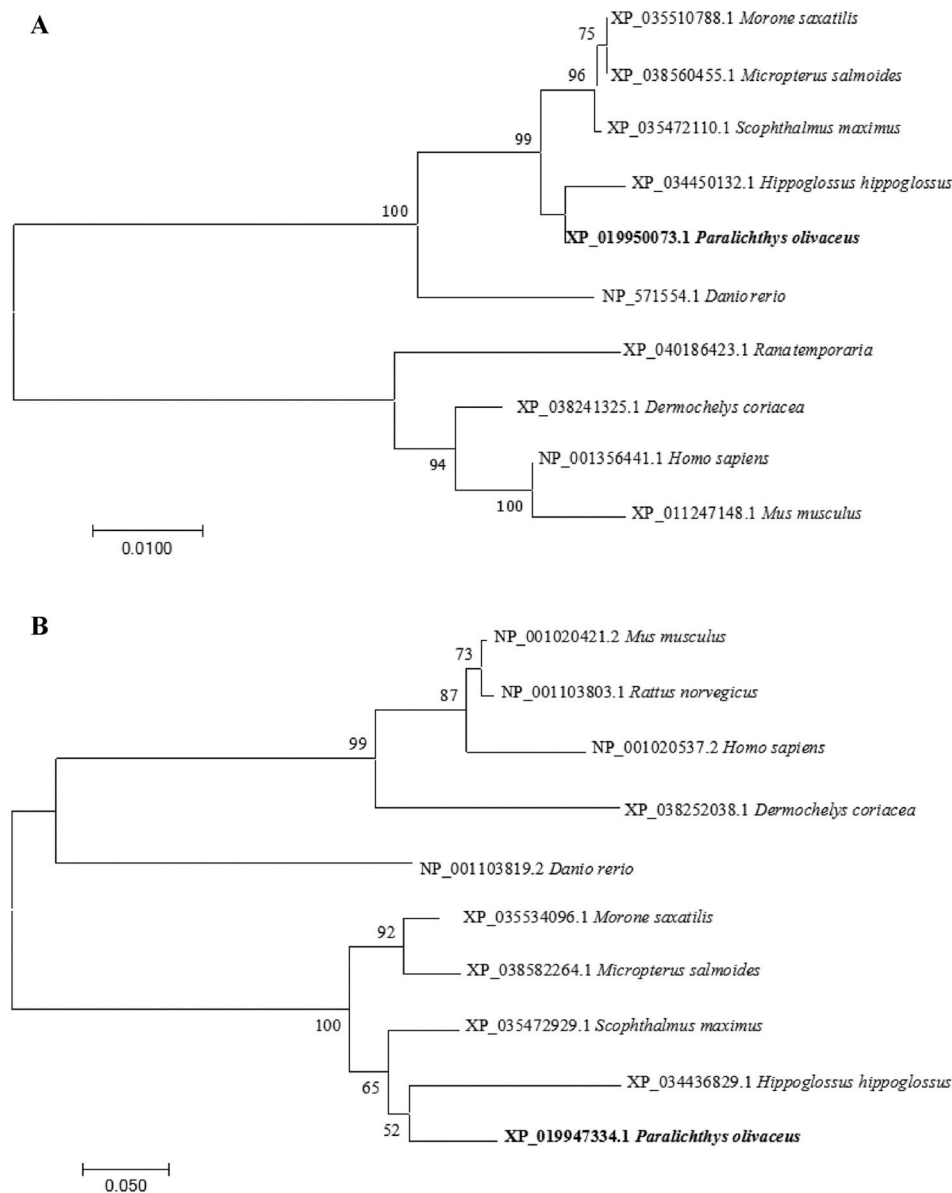 A
XP_035510788.1 Morone saxatilis
75
XP_038560455.1 Micropterus salmoides
96
XP_035472110.1 Scophthalmus maximus
99
XP_034450132.1 Hippoglossus hippoglossus
100
XP_019950073.1 Paralichthys olivaceus
NP_571554.1 Danio rerio
XP_040186423.1 Rana temporaria
XP_038241325.1 Dermochelys coriacea
94
NP_001356441.1 Homo sapiens
100
XP_011247148.1 Mus musculus
0.0100
B
NP_001020421.2 Mus musculus
73
87
NP_001103803.1 Rattus norvegicus
99
NP_001020537.2 Homo sapiens
XP_038252038.1 Dermochelys coriacea
NP_001103819.2 Danio rerio
XP_035534096.1 Morone saxatilis
92
XP_038582264.1 Micropterus salmoides
100
XP_035472929.1 Scophthalmus maximus
65
XP_034436829.1 Hippoglossus hippoglossus
52
XP_019947334.1 Paralichthys olivaceus
0.050